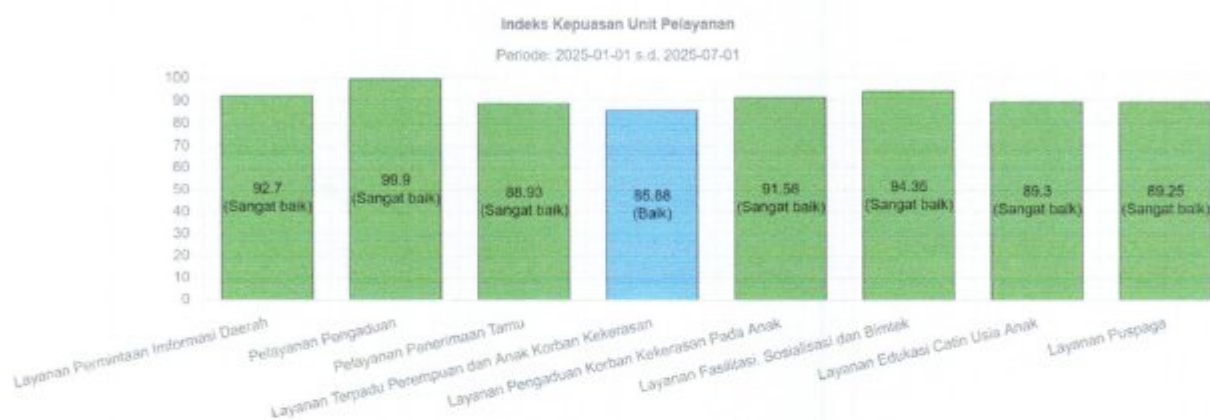 Indeks Kepuasan Unit Pelayanan
Periode: 2025-01-01 s.d. 2025-07-01
100
90
80
70
60
50
40
30
20
10
0
92.7
(Sangat baik)
99.9
(Sangat baik)
88.93
(Sangat baik)
85.88
(Baik)
91.58
(Sangat baik)
94.35
(Sangat baik)
89.3
(Sangat baik)
89.25
(Sangat baik)
Layanan Permintaan Imformasi Daerah
Pelayanan Pengaduan
Pelayanan Penerimaan Tamu
Layanan Terpadu Perempuan dan Anak Korban Kekerasan
Layanan Pengaduan Korban Kekerasan Pada Anak
Layanan Fasilitasi, Sosialisasi dan Bimtek
Layanan Edukasi Catin Usia Anak
Layanan Puspaga